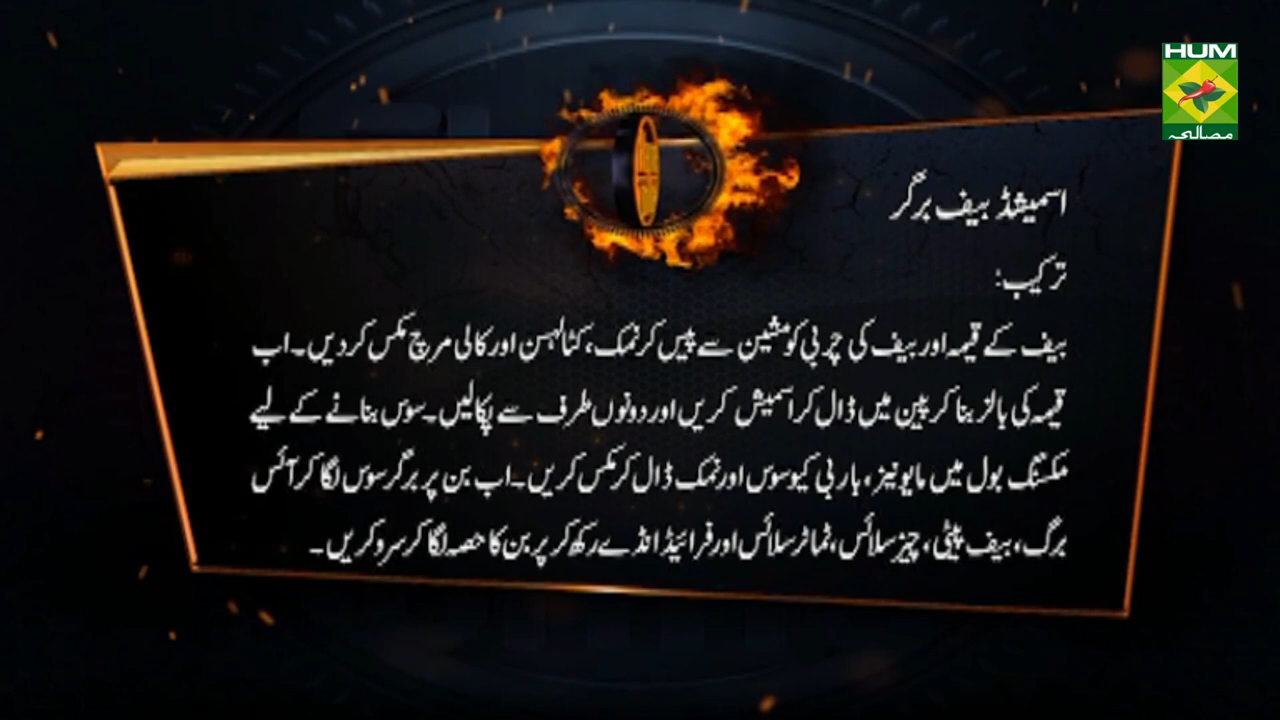 HUM
مصالحہ
اسمیشڈ بیف برگر
ترکیب:
بیف کے قیمہ اور بیف کی چربی کو مشین سے پیس کر نمک، کٹا لہسن اور کالی مرچ مکس کر دیں۔ اب
قیمہ کی بالز بنا کر پین میں ڈال کر اسمیش کریں اور دونوں طرف سے پکالیں۔ سوس بنانے کے لیے
مکسنگ بول میں مایونیز، باربی کیو سوس اور نمک ڈال کر مکس کریں۔ اب بن پر برگر سوس لگا کر آئس
برگ، بیف پیٹی، چیز سلائس، ٹماٹر سلائس اور فرائیڈ انڈے رکھ کر پر بن کا حصہ لگا کر سرو کریں۔